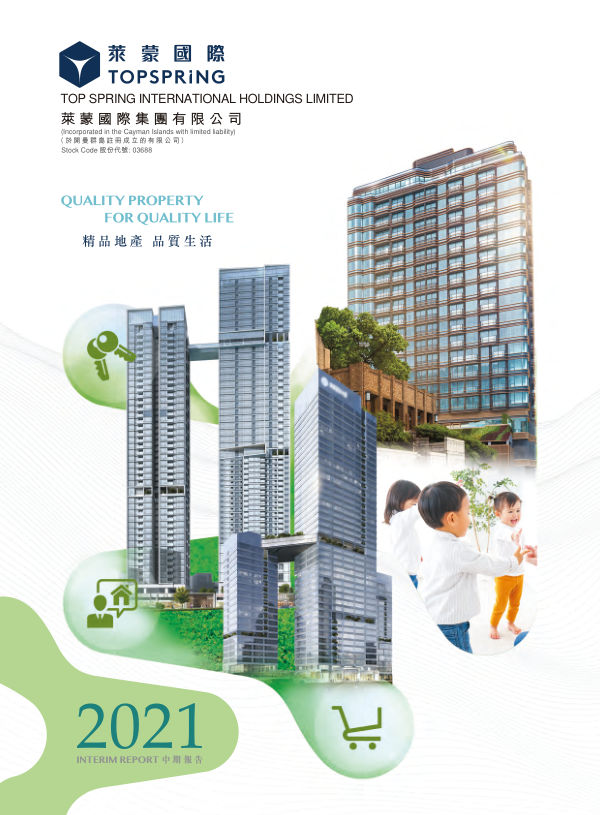 萊蒙國際
TOPSPRiNG
TOP SPRING INTERNATIONAL HOLDINGS LIMITED
萊蒙國際集團有限公司
(Incorporated in the Cayman Islands with limited liability)
(於開曼群島註冊成立的有限公司)
Stock Code 股份代號: 03688
QUALITY PROPERTY
FOR QUALITY LIFE
精品地產 品質生活
2021
INTERIM REPORT 中期報告